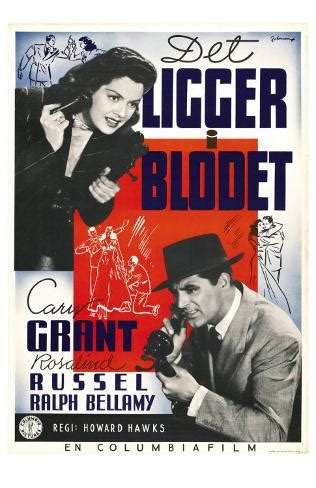 Det
LIGGER
i
BLODET
Cary
GRANT
Rosalind
RUSSEL
RALPH BELLAMY
REGI: HOWARD HAWKS
EN COLUMBIAFILM